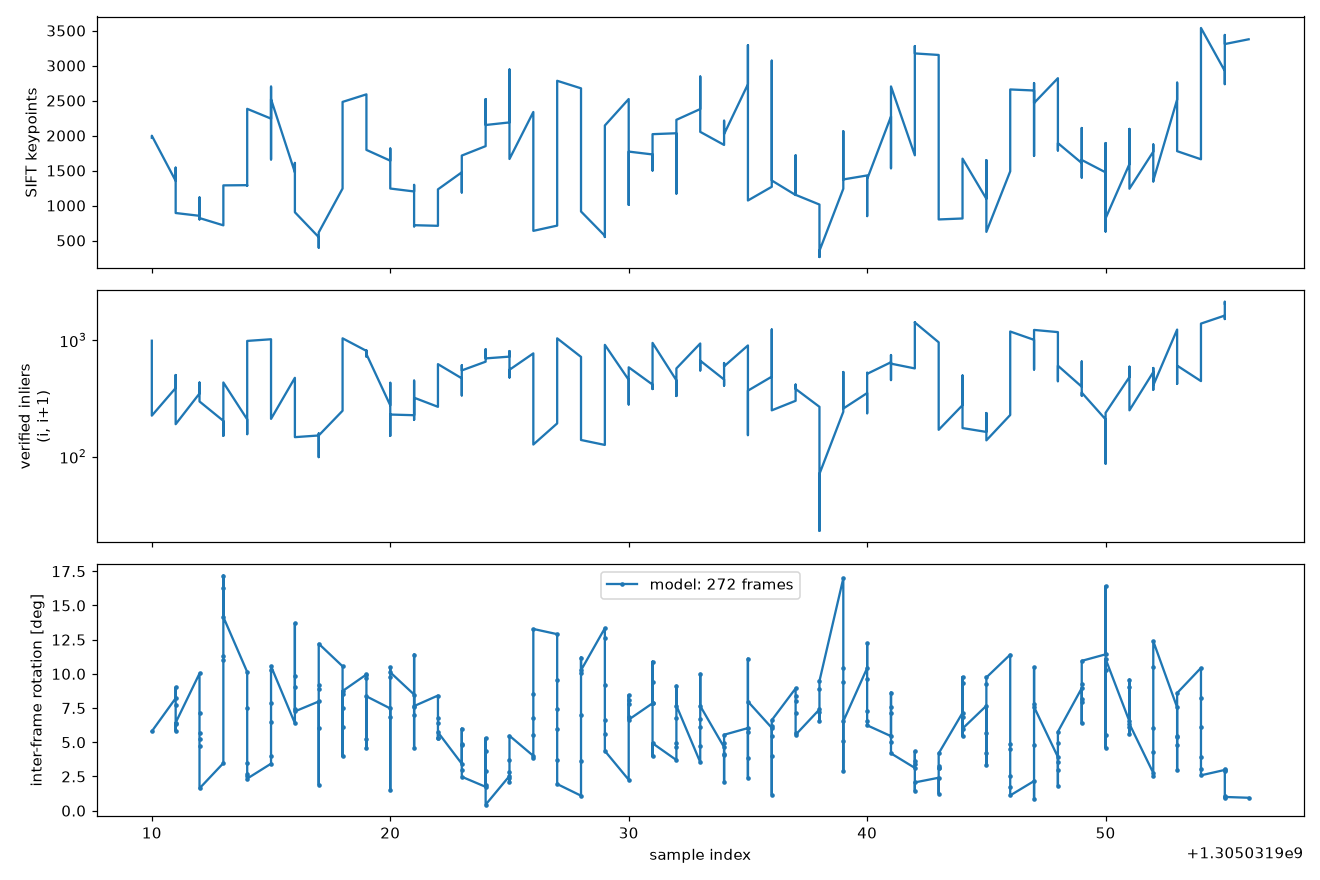 3500
3000
2500
2000
1500
1000
500
SIFT keypoints
10³
10²
verified inliers
(i, i+1)
17.5
15.0
12.5
10.0
7.5
5.0
2.5
0.0
inter-frame rotation [deg]
model: 272 frames
10 20 30 40 50
sample index
+1.3050319e9